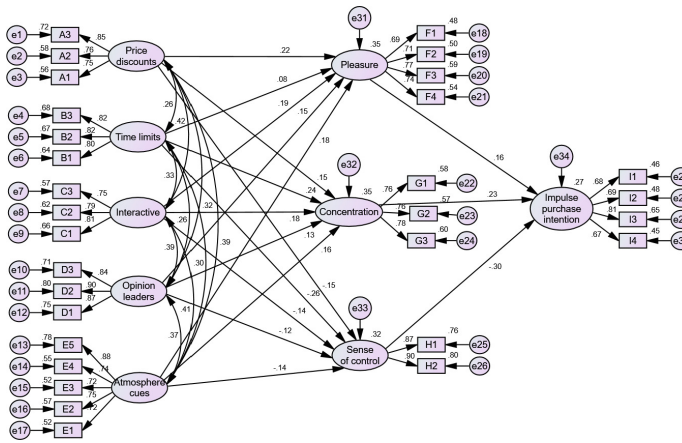 e31
.35
Pleasure
.69
.71
.77
.74
F1
F2
F3
F4
.48
.50
.59
.54
e18
e19
e20
e21
e1
e2
e3
.72
.58
.56
A3
A2
A1
.85
.76
.75
Price
discounts
.22
.08
.19
.15
.18
e4
e5
e6
.68
.67
.64
B3
B2
B1
.82
.82
.80
Time limits
.26
.42
.33
.32
.39
.15
.24
.18
.13
.16
e7
e8
e9
.57
.62
.66
C3
C2
C1
.75
.79
.81
Interactive
.26
.39
.30
.41
.37
e32
.35
Concentration
.76
.76
.78
G1
G2
G3
.58
.57
.60
e22
e23
e24
.16
.23
-.30
e10
e11
e12
.71
.80
.75
D3
D2
D1
.84
.90
.87
Opinion
leaders
-.15
-.26
-.14
-.12
-.14
e33
.32
Sense
of control
.87
.90
H1
H2
.76
.80
e25
e26
e13
e14
e15
e16
e17
.78
.55
.52
.57
.52
E5
E4
E3
E2
E1
.88
.74
.72
.75
.72
Atmosphere
cues
e34
.27
Impulse
purchase
intention
.68
.69
.81
.67
I1
I2
I3
I4
.46
.48
.65
.45